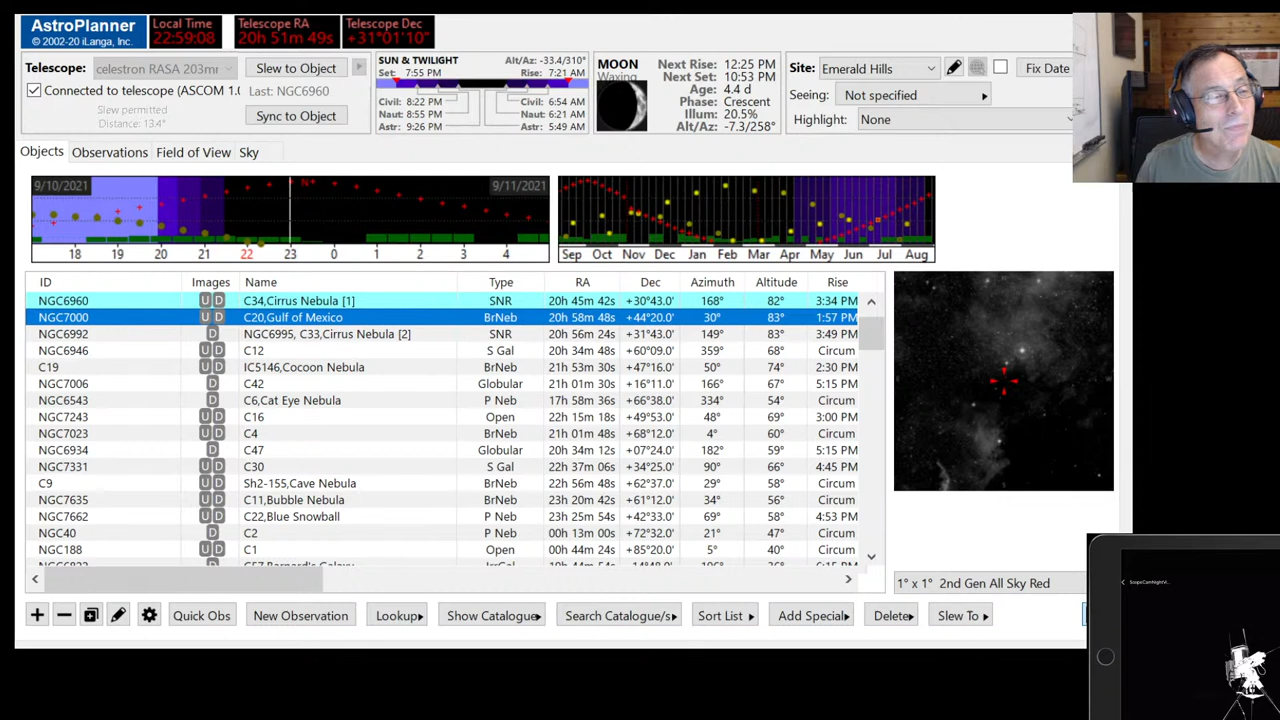 AstroPlanner
© 2002-20 iLanga, Inc.
Local Time
22:59:08
Telescope RA
20h 51m 49s
Telescope Dec
+31°01'10"
Telescope:
celestron RASA 203mr
Slew to Object
Connected to telescope (ASCOM 1.0
Last: NGC6960
Slew permitted
Distance: 13.4°
Sync to Object
SUN & TWILIGHT
Alt/Az: -33.4/310°
Set: 7:55 PM
Rise: 7:21 AM
Civil: 8:22 PM
Civil: 6:54 AM
Naut: 8:55 PM
Naut: 6:21 AM
Astr: 9:26 PM
Astr: 5:49 AM
MOON
Waxing
Next Rise: 12:25 PM
Next Set: 10:53 PM
Age: 4.4 d
Phase: Crescent
Illum: 20.5%
Alt/Az: -7.3/258°
Site: Emerald Hills
Fix Date
Seeing: Not specified
Highlight: None
Objects Observations Field of View Sky
9/10/2021 9/11/2021
18 19 20 21 22 23 0 1 2 3 4
Sep Oct Nov Dec Jan Feb Mar Apr May Jun Jul Aug
ID Images Name Type RA Dec Azimuth Altitude Rise
NGC6960 U D C34,Cirrus Nebula [1] SNR 20h 45m 42s +30°43.0' 168° 82° 3:34 PM
NGC7000 U D C20,Gulf of Mexico BrNeb 20h 58m 48s +44°20.0' 30° 83° 1:57 PM
NGC6992 D NGC6995, C33,Cirrus Nebula [2] SNR 20h 56m 24s +31°43.0' 149° 83° 3:49 PM
NGC6946 U D C12 S Gal 20h 34m 48s +60°09.0' 359° 68° Circum
C19 U D IC5146,Cocoon Nebula BrNeb 21h 53m 30s +47°16.0' 50° 74° 2:30 PM
NGC7006 D C42 Globular 21h 01m 30s +16°11.0' 166° 67° 5:15 PM
NGC6543 D C6,Cat Eye Nebula P Neb 17h 58m 36s +66°38.0' 334° 54° Circum
NGC7243 U D C16 Open 22h 15m 18s +49°53.0' 48° 69° 3:00 PM
NGC7023 U D C4 BrNeb 21h 01m 48s +68°12.0' 4° 60° Circum
NGC6934 D C47 Globular 20h 34m 12s +07°24.0' 182° 59° 5:15 PM
NGC7331 U D C30 S Gal 22h 37m 06s +34°25.0' 90° 66° 4:45 PM
C9 U D Sh2-155,Cave Nebula BrNeb 22h 56m 48s +62°37.0' 29° 58° Circum
NGC7635 U D C11,Bubble Nebula BrNeb 23h 20m 42s +61°12.0' 34° 56° Circum
NGC7662 U D C22,Blue Snowball P Neb 23h 25m 54s +42°33.0' 69° 58° 4:53 PM
NGC40 D C2 P Neb 00h 13m 00s +72°32.0' 21° 47° Circum
NGC188 U D C1 Open 00h 44m 24s +85°20.0' 5° 40° Circum
1° x 1° 2nd Gen All Sky Red
Quick Obs New Observation Lookup Show Catalogue Search Catalogue/s Sort List Add Special Delete Slew To